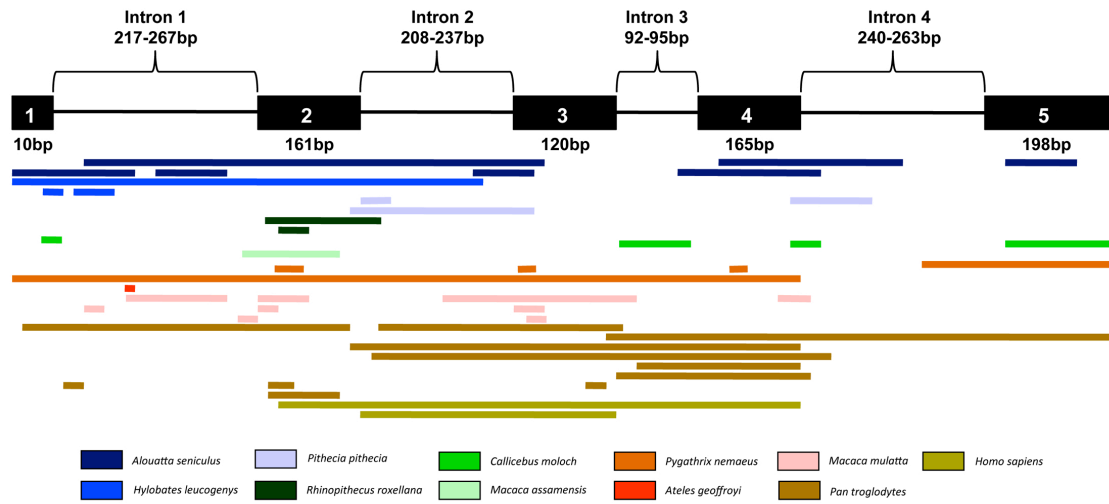 Intron 1
217-267bp
Intron 2
208-237bp
Intron 3
92-95bp
Intron 4
240-263bp
1
2
3
4
5
10bp
161bp
120bp
165bp
198bp
Alouatta seniculus
Pithecia pithecia
Callicebus moloch
Pygathrix nemaeus
Macaca mulatta
Homo sapiens
Hylobates leucogenys
Rhinopithecus roxellana
Macaca assamensis
Ateles geoffroyi
Pan troglodytes